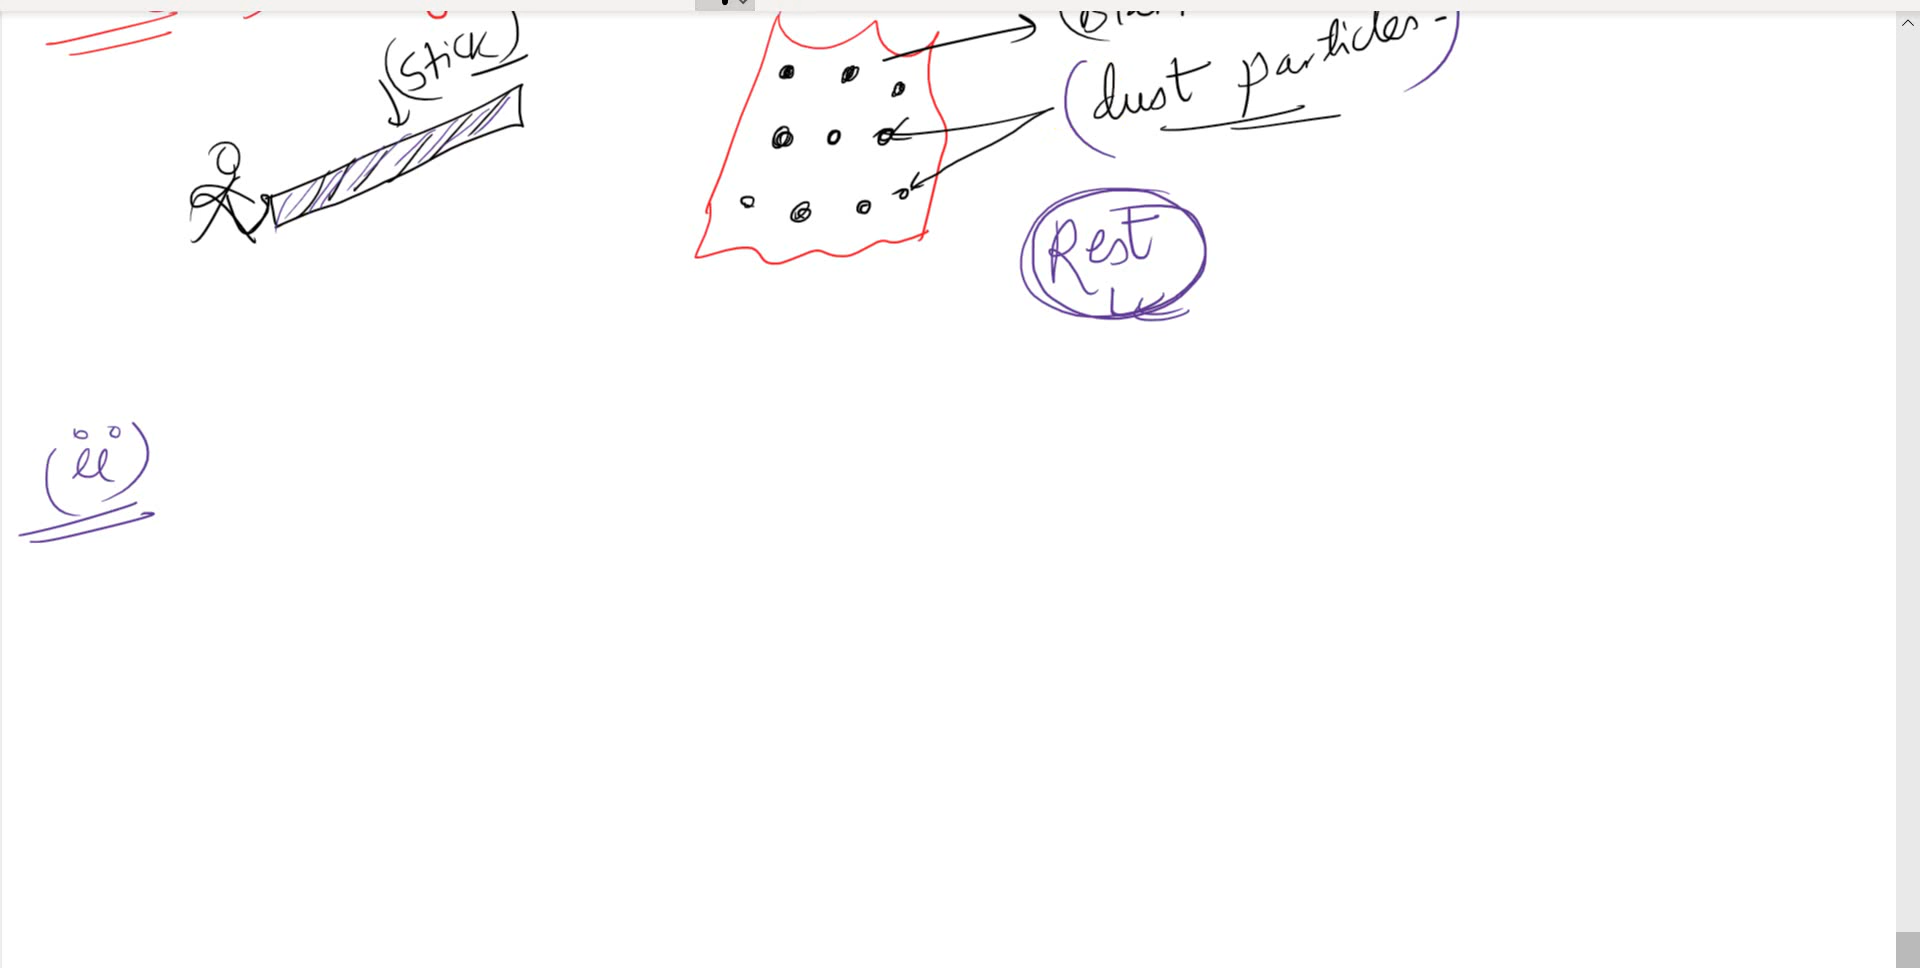 (Stick)
(dust particles-)
Rest
(ii)